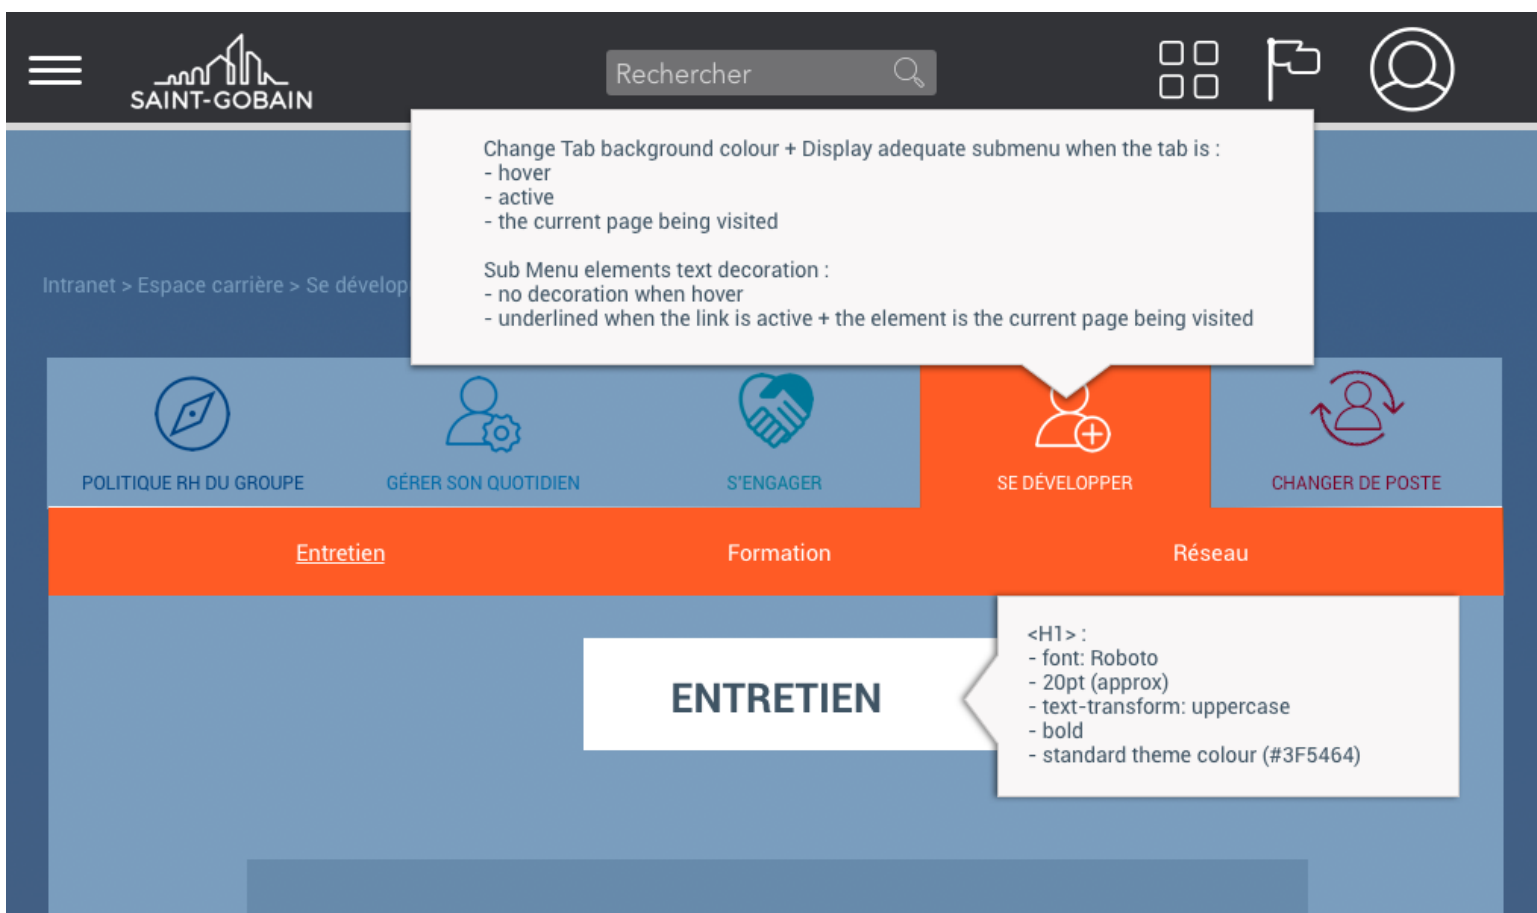 SAINT-GOBAIN
Rechercher
Change Tab background colour + Display adequate submenu when the tab is :
- hover
- active
- the current page being visited
Sub Menu elements text decoration :
- no decoration when hover
- underlined when the link is active + the element is the current page being visited
Intranet > Espace carrière > Se dévelop
POLITIQUE RH DU GROUPE
GÉRER SON QUOTIDIEN
S'ENGAGER
SE DÉVELOPPER
CHANGER DE POSTE
Entretien
Formation
Réseau
ENTRETIEN
<H1> :
- font: Roboto
- 20pt (approx)
- text-transform: uppercase
- bold
- standard theme colour (#3F5464)